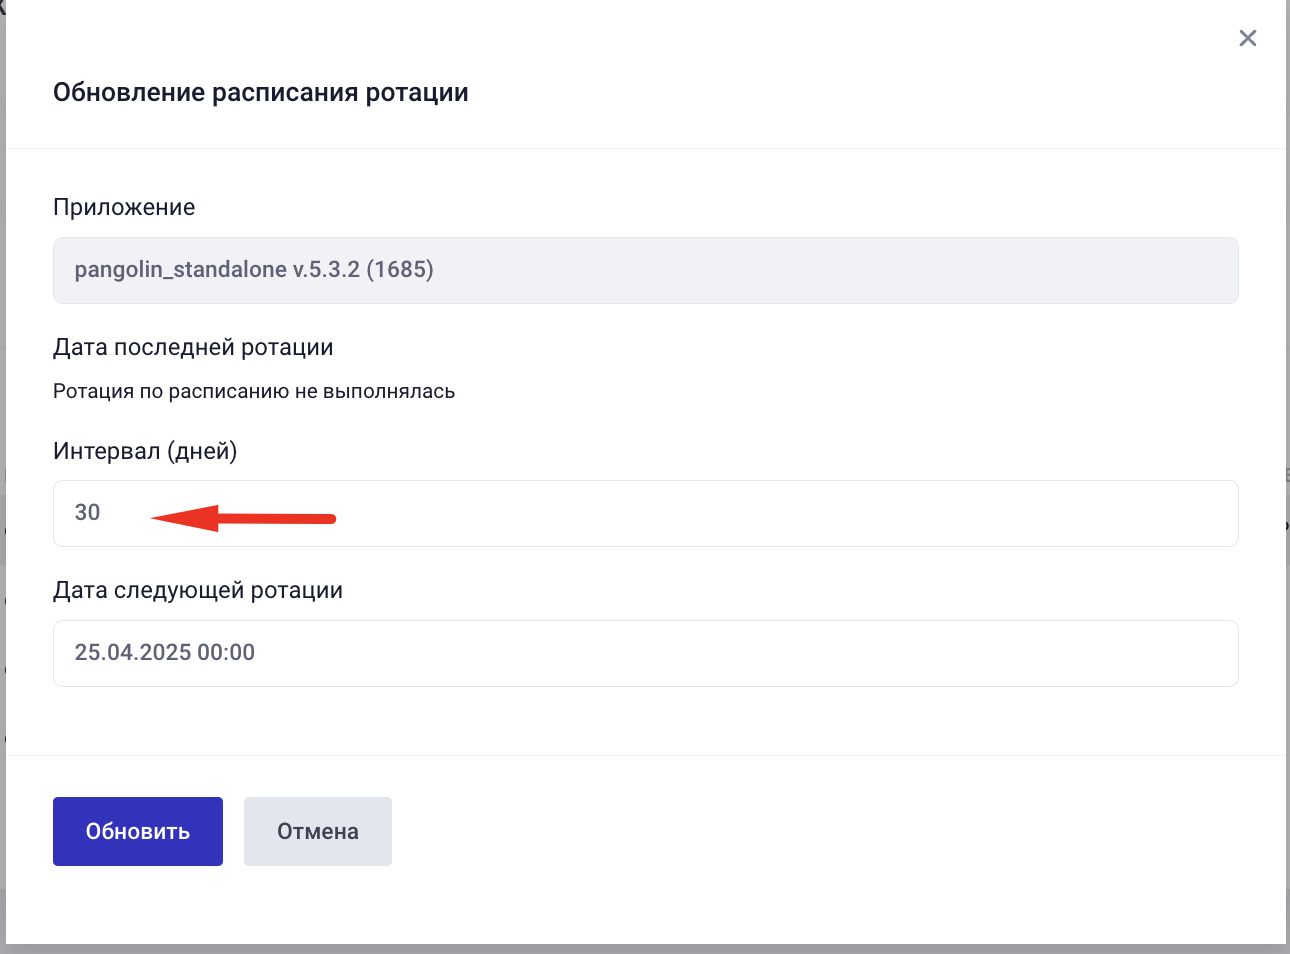 Обновление расписания ротации
Приложение
pangolin_standalone v.5.3.2 (1685)
Дата последней ротации
Ротация по расписанию не выполнялась
Интервал (дней)
30
Дата следующей ротации
25.04.2025 00:00
Обновить
Отмена